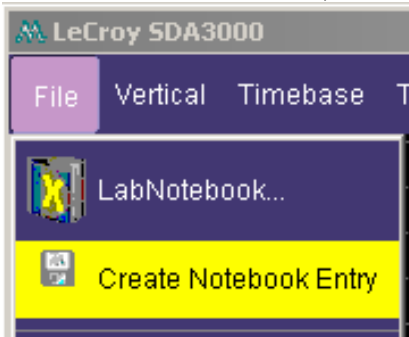 LeCroy SDA3000
File Vertical Timebase T
LabNotebook...
Create Notebook Entry